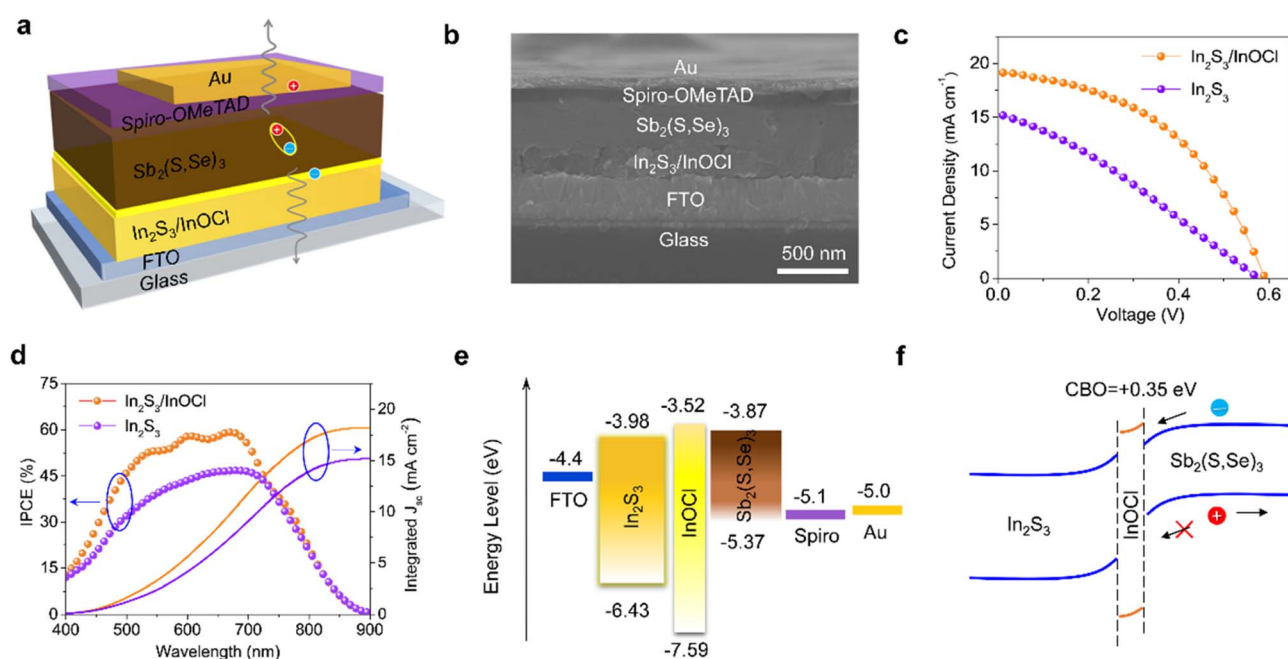 a
Au
Spiro-OMeTAD
Sb₂(S,Se)₃
In₂S₃/InOCl
FTO
Glass
b
Au
Spiro-OMeTAD
Sb₂(S,Se)₃
In₂S₃/InOCl
FTO
Glass
500 nm
c
Current Density (mA cm⁻¹)
25
20
15
10
5
0
In₂S₃/InOCl
In₂S₃
0.0
0.2
0.4
0.6
Voltage (V)
d
IPCE (%)
75
60
45
30
15
0
In₂S₃/InOCl
In₂S₃
20
15
10
5
0
Integrated Jsc (mA cm⁻²)
400
500
600
700
800
900
Wavelength (nm)
e
Energy Level (eV)
-4.4
FTO
-3.98
In₂S₃
-6.43
-3.52
InOCl
-7.59
-3.87
Sb₂(S,Se)₃
-5.37
-5.1
Spiro
-5.0
Au
f
CBO=+0.35 eV
In₂S₃
InOCl
Sb₂(S,Se)₃